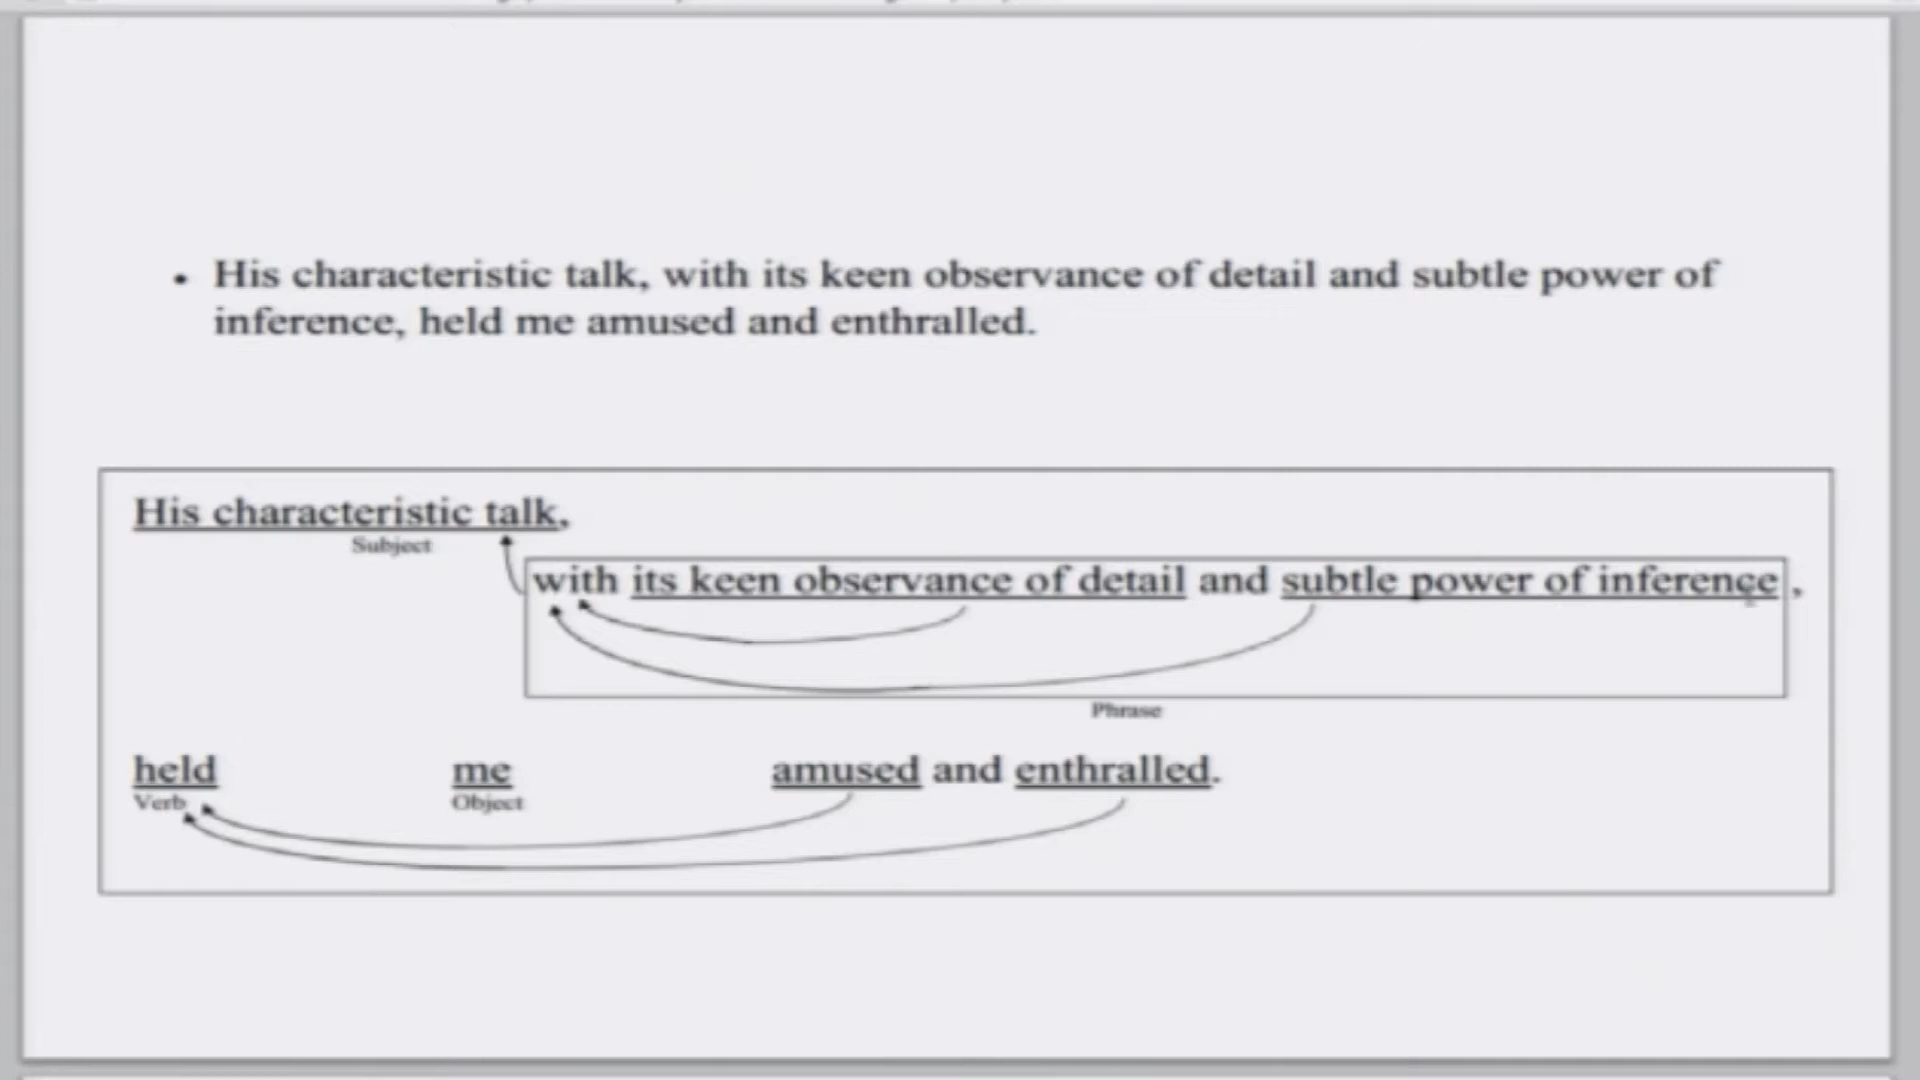 • His characteristic talk, with its keen observance of detail and subtle power of
inference, held me amused and enthralled.
His characteristic talk,
Subject
with its keen observance of detail and subtle power of inference ,
Phrase
held me amused and enthralled.
Verb Object